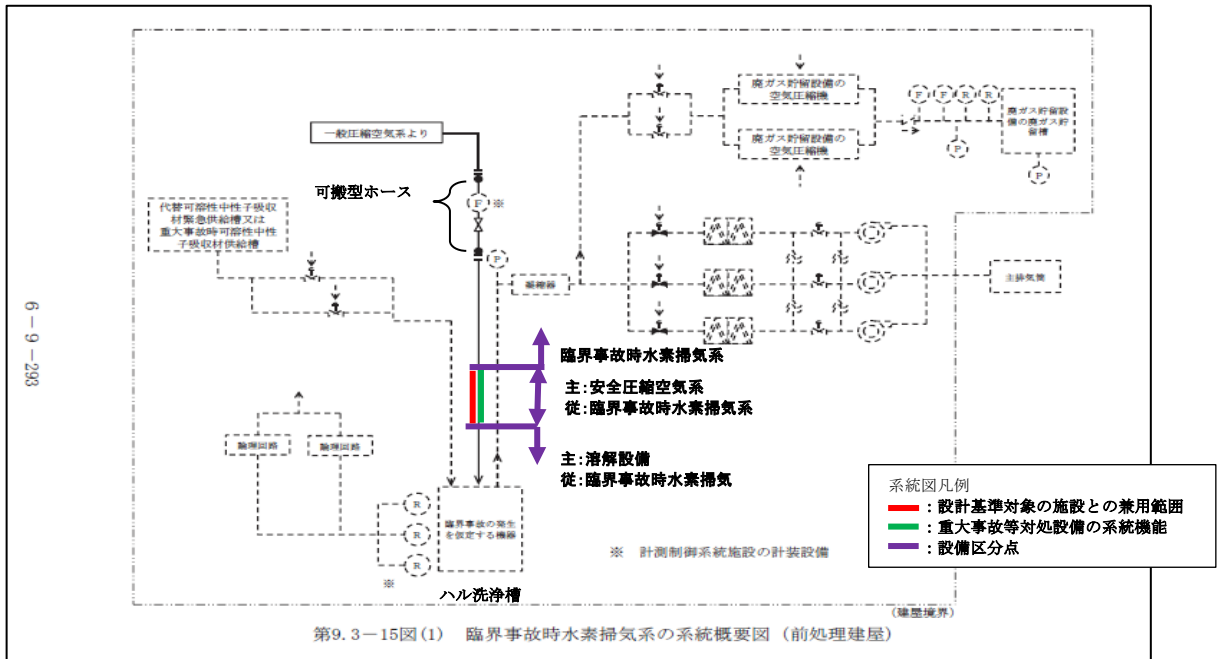 廃ガス貯留設備の
空気圧縮機
廃ガス貯留設備の
空気圧縮機
F
F
R
R
P
廃ガス貯留設
備の廃ガス貯
留槽
P
一般圧縮空気系より
可搬型ホース
F
※
代替可溶性中性子吸収
材緊急供給槽又は
重大事故時可溶性中性
子吸収材供給槽
P
凝縮器
主排気筒
臨界事故時水素掃気系
主:安全圧縮空気系
従:臨界事故時水素掃気系
主:溶解設備
従:臨界事故時水素掃気
論理回路
論理回路
R
R
R
※
臨界事故の発生
を仮定する機器
ハル洗浄槽
※ 計測制御系統施設の計装設備
系統図凡例
:設計基準対象の施設との兼用範囲
:重大事故等対処設備の系統機能
:設備区分点
(建屋境界)
第9.3-15図(1) 臨界事故時水素掃気系の系統概要図(前処理建屋)
6-9-293